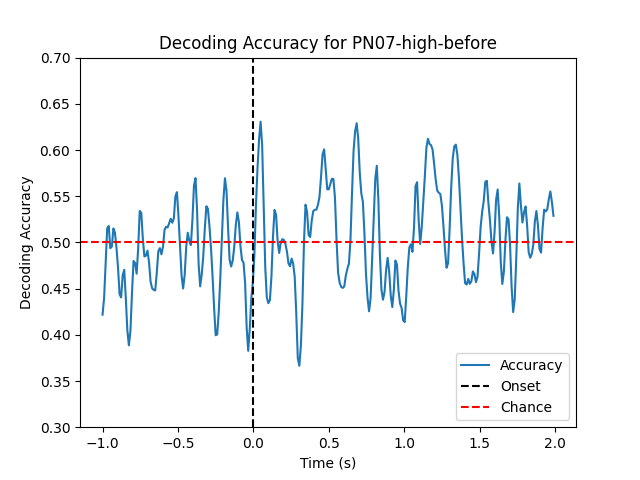 Decoding Accuracy for PN07-high-before
0.70
0.65
0.60
0.55
0.50
0.45
0.40
0.35
0.30
Decoding Accuracy
Accuracy
Onset
Chance
−1.0 −0.5 0.0 0.5 1.0 1.5 2.0
Time (s)